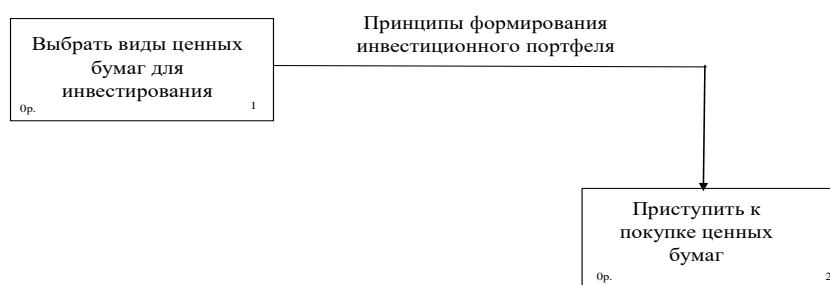 Принципы формирования
инвестиционного портфеля
Выбрать виды ценных
бумаг для
инвестирования
0р. 1
Приступить к
покупке ценных
бумаг
0р. 2